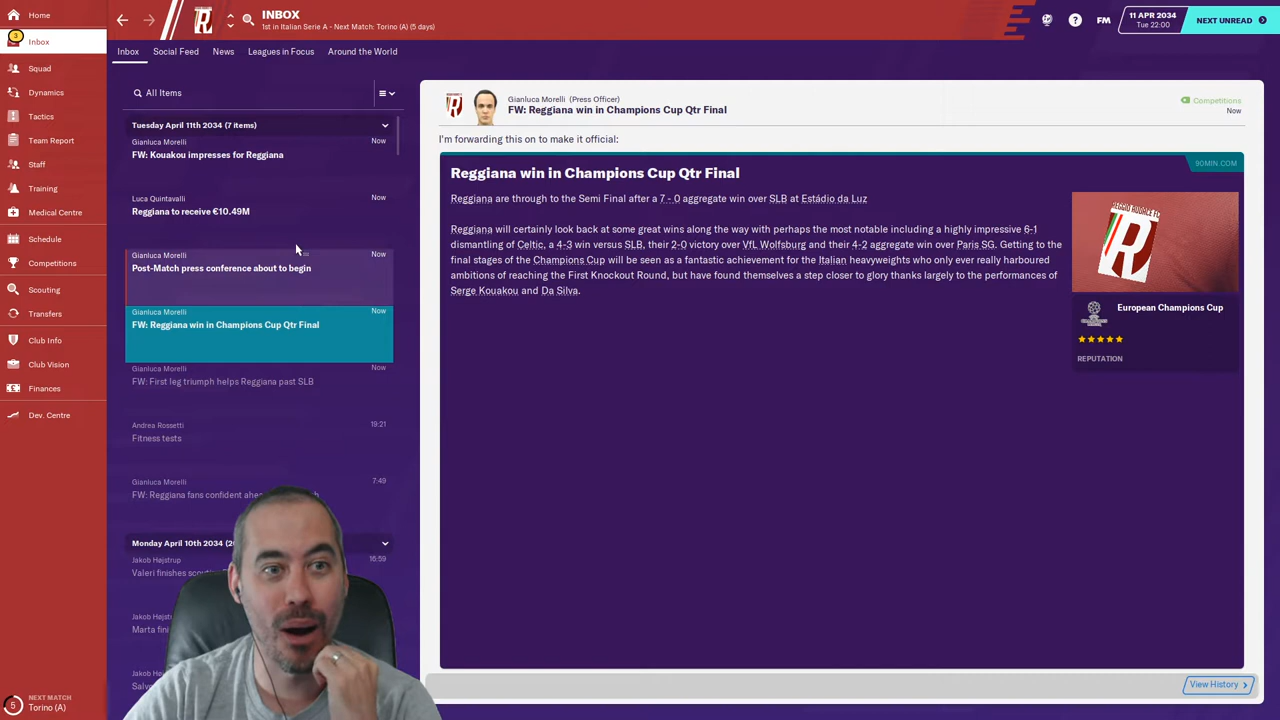 Home
3
Inbox
Squad
Dynamics
Tactics
Team Report
Staff
Training
Medical Centre
Schedule
Competitions
Scouting
Transfers
Club Info
Club Vision
Finances
Dev. Centre
5
NEXT MATCH
Torino (A)
INBOX
1st in Italian Serie A - Next Match: Torino (A) (5 days)
FM
11 APR 2034
Tue 22:00
NEXT UNREAD
Inbox
Social Feed
News
Leagues in Focus
Around the World
All Items
Tuesday April 11th 2034 (7 items)
Gianluca Morelli
Now
FW: Kouakou impresses for Reggiana
Luca Quintavalli
Now
Reggiana to receive €10.49M
Gianluca Morelli
Now
Post-Match press conference about to begin
Gianluca Morelli
Now
FW: Reggiana win in Champions Cup Qtr Final
Gianluca Morelli
Now
FW: First leg triumph helps Reggiana past SLB
Andrea Rossetti
19:21
Fitness tests
Gianluca Morelli
7:49
FW: Reggiana fans confident
Monday April 10th 2034
Jakob Højstrup
16:59
Valeri finishes
Jakob
Marta
Jakob
Gianluca Morelli (Press Officer)
FW: Reggiana win in Champions Cup Qtr Final
Competitions
Now
I'm forwarding this on to make it official:
90MIN.COM
Reggiana win in Champions Cup Qtr Final
Reggiana are through to the Semi Final after a 7 - 0 aggregate win over SLB at Estádio da Luz
Reggiana will certainly look back at some great wins along the way with perhaps the most notable including a highly impressive 6-1
dismantling of Celtic, a 4-3 win versus SLB, their 2-0 victory over VfL Wolfsburg and their 4-2 aggregate win over Paris SG. Getting to the
final stages of the Champions Cup will be seen as a fantastic achievement for the Italian heavyweights who only ever really harboured
ambitions of reaching the First Knockout Round, but have found themselves a step closer to glory thanks largely to the performances of
Serge Kouakou and Da Silva.
European Champions Cup
REPUTATION
View History